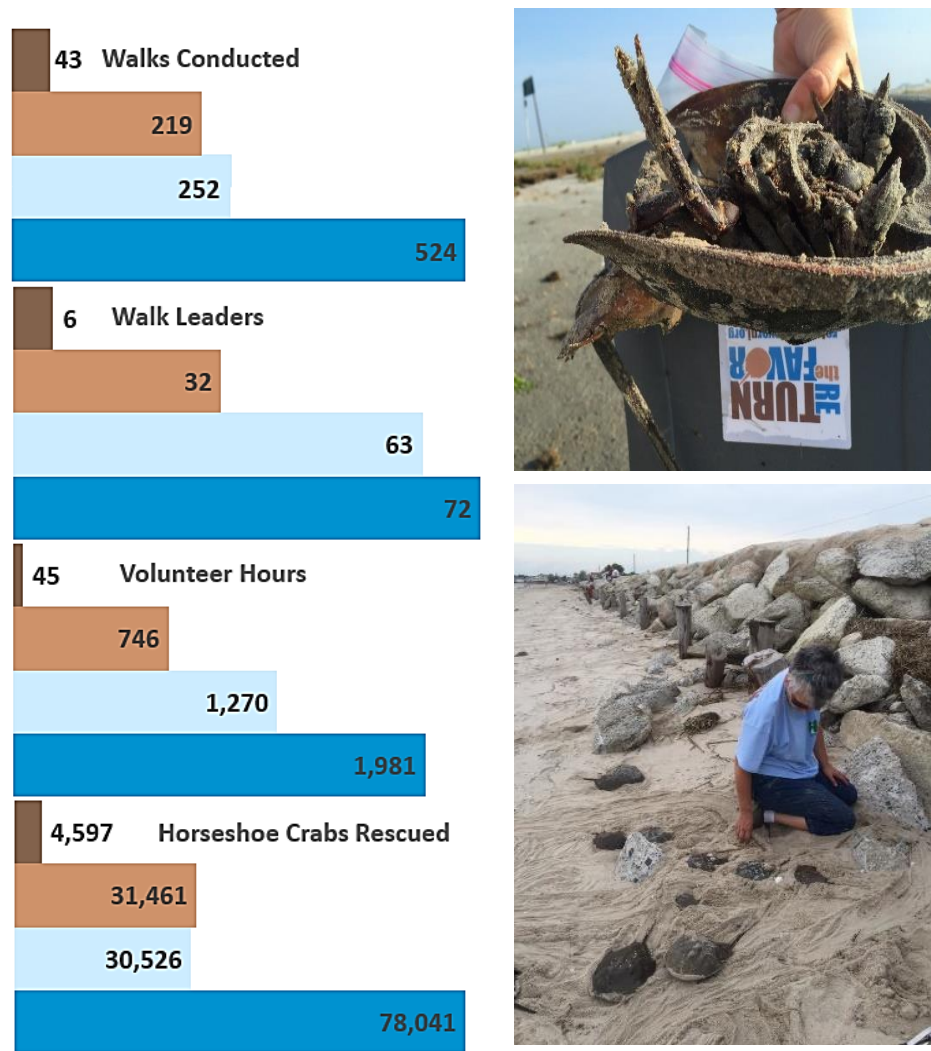 43 Walks Conducted
219
252
524
6 Walk Leaders
32
63
72
45 Volunteer Hours
746
1,270
1,981
4,597 Horseshoe Crabs Rescued
31,461
30,526
78,041
RE
TURN
the
FAVOR